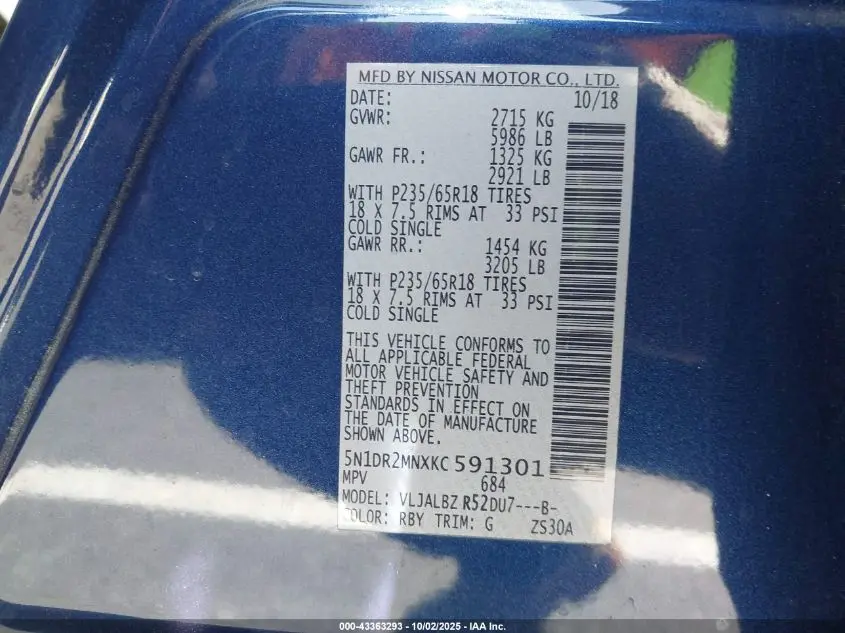 MFD BY NISSAN MOTOR CO., LTD.
DATE: 10/18
GVWR: 2715 KG
5986 LB
GAWR FR.: 1325 KG
2921 LB
WITH P235/65R18 TIRES
18 X 7.5 RIMS AT 33 PSI
COLD SINGLE
GAWR RR.: 1454 KG
3205 LB
WITH P235/65R18 TIRES
18 X 7.5 RIMS AT 33 PSI
COLD SINGLE
THIS VEHICLE CONFORMS TO
ALL APPLICABLE FEDERAL
MOTOR VEHICLE SAFETY AND
THEFT PREVENTION
STANDARDS IN EFFECT ON
THE DATE OF MANUFACTURE
SHOWN ABOVE.
5N1DR2MNXKC 591301
MPV 684
MODEL: VLJALBZ R52DU7---B-
COLOR: RBY TRIM: G ZS30A
000-43363293 - 10/02/2025 - IAA Inc.